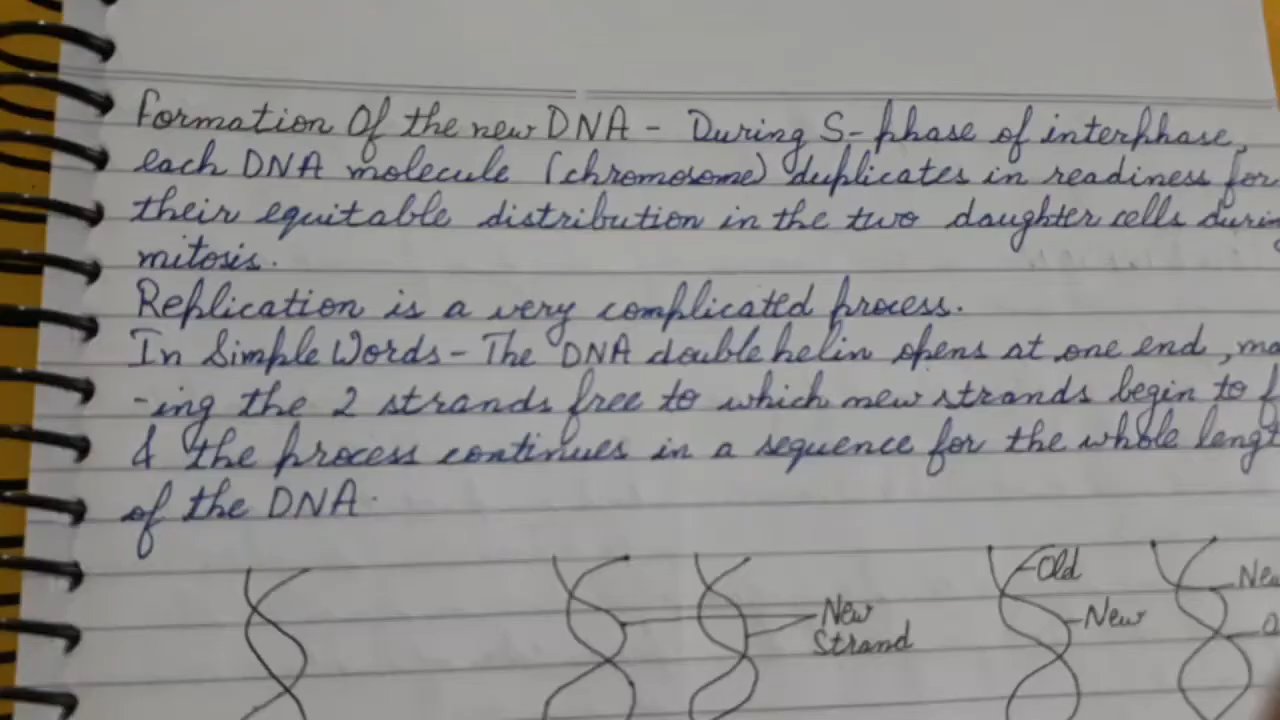 Formation Of the new DNA - During S-phase of interphase,
each DNA molecule (chromosome) duplicates in readiness for
their equitable distribution in the two daughter cells durin
mitosis.
Replication is a very complicated process.
In Simple Words - The DNA double helin opens at one end, ma
-ing the 2 strands free to which new strands begin to f
& the process continues in a sequence for the whole lengt
of the DNA.
Old
New
New
Strand
New